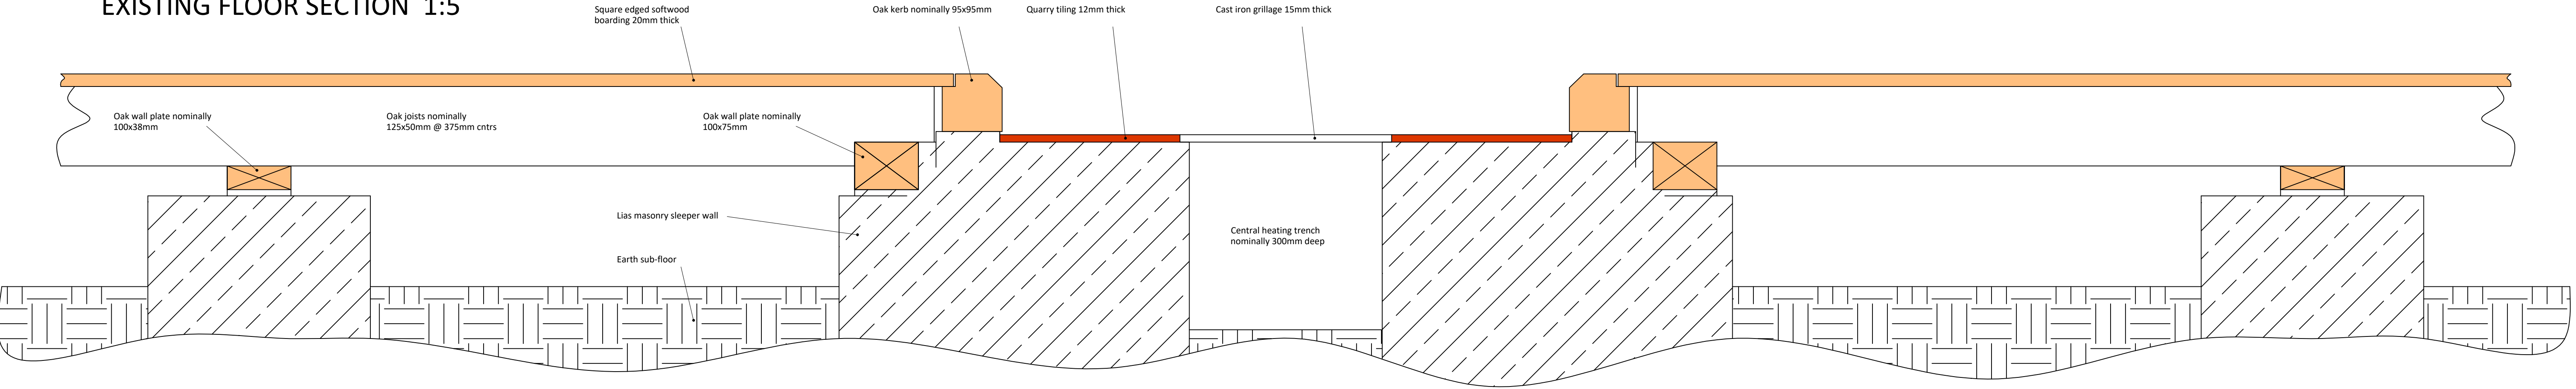 EXISTING FLOOR SECTION 1:5
Square edged softwood
boarding 20mm thick
Oak kerb nominally 95x95mm
Quarry tiling 12mm thick
Cast iron grillage 15mm thick
Oak wall plate nominally
100x38mm
Oak joists nominally
125x50mm @ 375mm cntrs
Oak wall plate nominally
100x75mm
Lias masonry sleeper wall
Central heating trench
nominally 300mm deep
Earth sub-floor